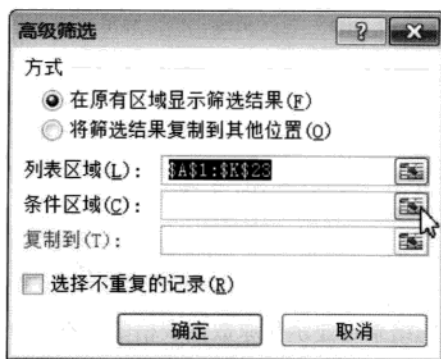 高级筛选
方式
在原有区域显示筛选结果(F)
将筛选结果复制到其他位置(O)
列表区域(L): $A$1:$K$23
条件区域(C):
复制到(T):
选择不重复的记录(R)
确定 取消